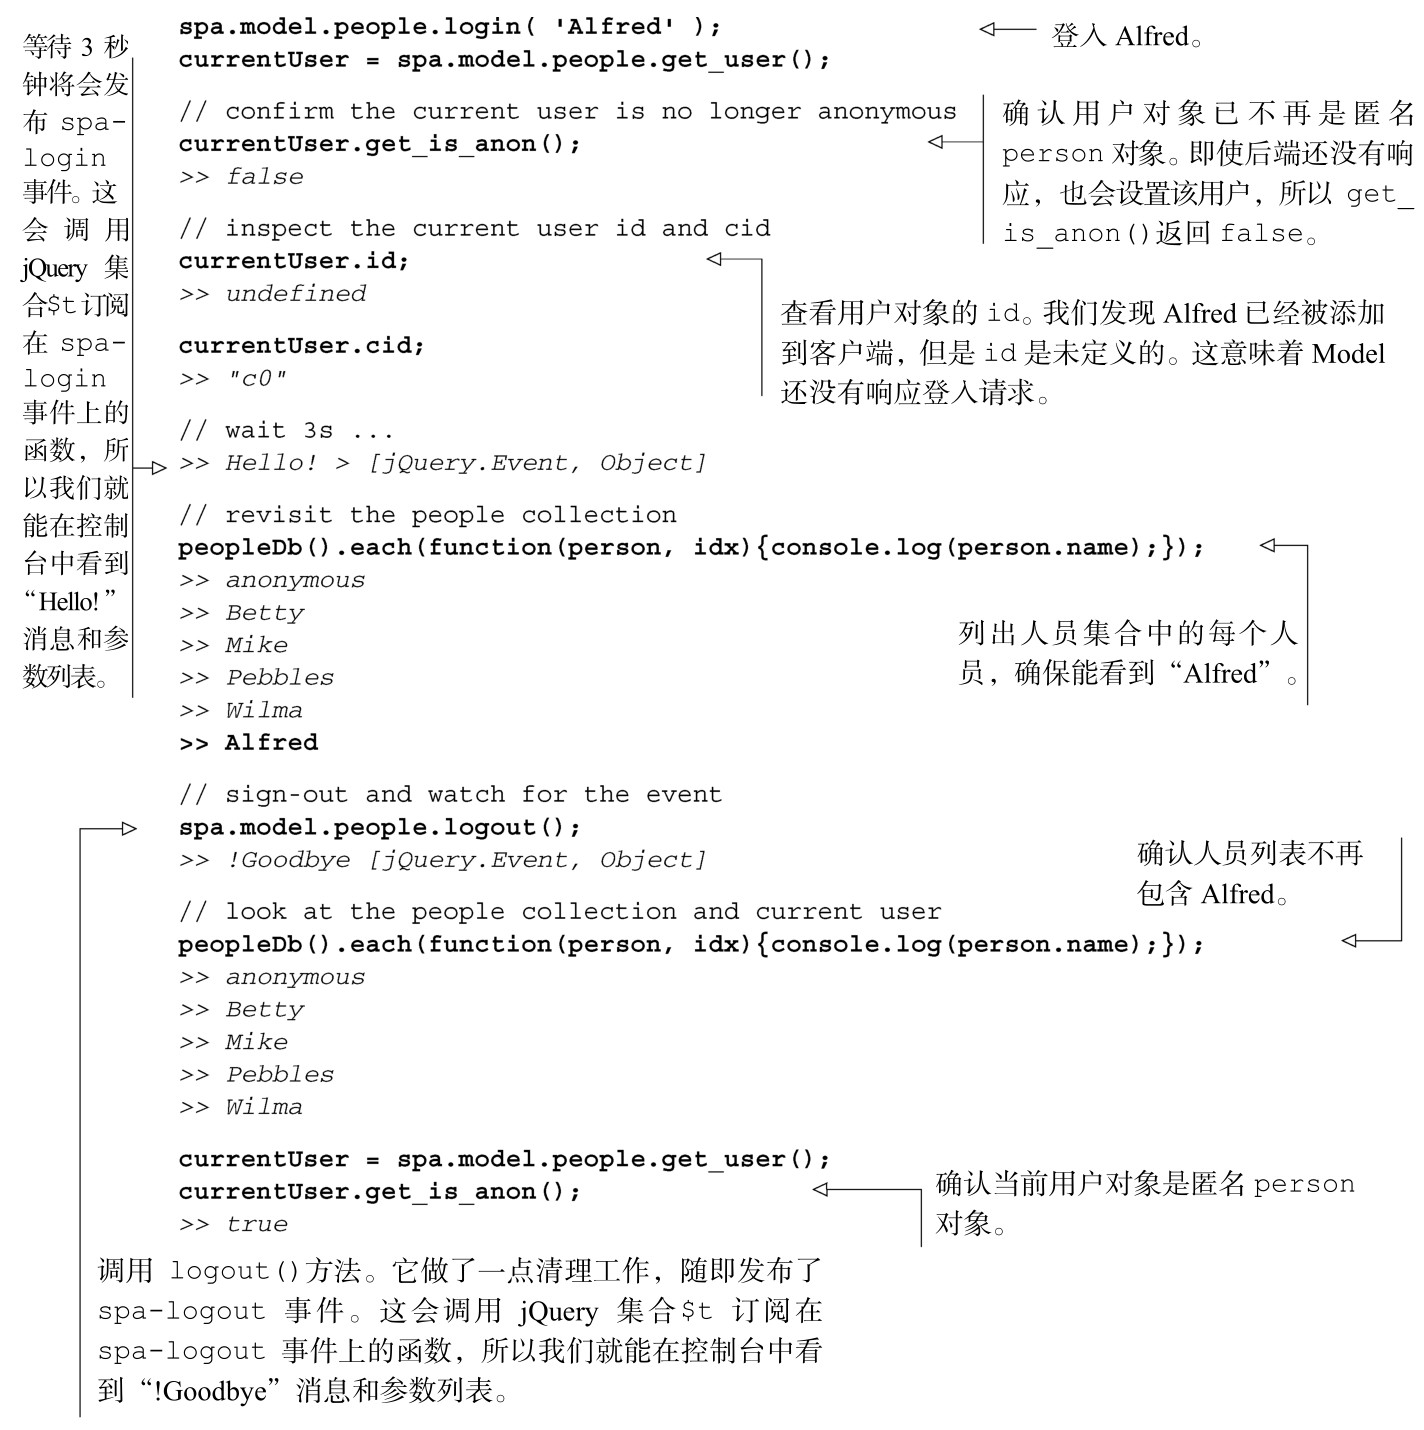 spa.model.people.login( 'Alfred' );
登入 Alfred。
currentUser = spa.model.people.get_user();
等待 3 秒
钟将会发
布 spa-
login
事件。这
会调用
jQuery 集
合$t 订阅
在 spa-
login
事件上的
函数，所
以我们就
能在控制
台中看到
“Hello!”
消息和参
数列表。
// confirm the current user is no longer anonymous
currentUser.get_is_anon();
>> false
确认用户对象已不再是匿名
person 对象。即使后端还没有响
应，也会设置该用户，所以 get_
is_anon()返回 false。
// inspect the current user id and cid
currentUser.id;
>> undefined
查看用户对象的 id。我们发现 Alfred 已经被添加
到客户端，但是 id 是未定义的。这意味着 Model
还没有响应登入请求。
currentUser.cid;
>> "c0"
// wait 3s ...
>> Hello! > [jQuery.Event, Object]
// revisit the people collection
peopleDb().each(function(person, idx){console.log(person.name);});
>> anonymous
>> Betty
>> Mike
>> Pebbles
>> Wilma
>> Alfred
列出人员集合中的每个人
员，确保能看到“Alfred”。
// sign-out and watch for the event
spa.model.people.logout();
>> !Goodbye [jQuery.Event, Object]
确认人员列表不再
包含 Alfred。
// look at the people collection and current user
peopleDb().each(function(person, idx){console.log(person.name);});
>> anonymous
>> Betty
>> Mike
>> Pebbles
>> Wilma
currentUser = spa.model.people.get_user();
currentUser.get_is_anon();
>> true
确认当前用户对象是匿名 person
对象。
调用 logout()方法。它做了一点清理工作，随即发布了
spa-logout 事件。这会调用 jQuery 集合$t 订阅在
spa-logout 事件上的函数，所以我们就能在控制台中看
到“!Goodbye”消息和参数列表。